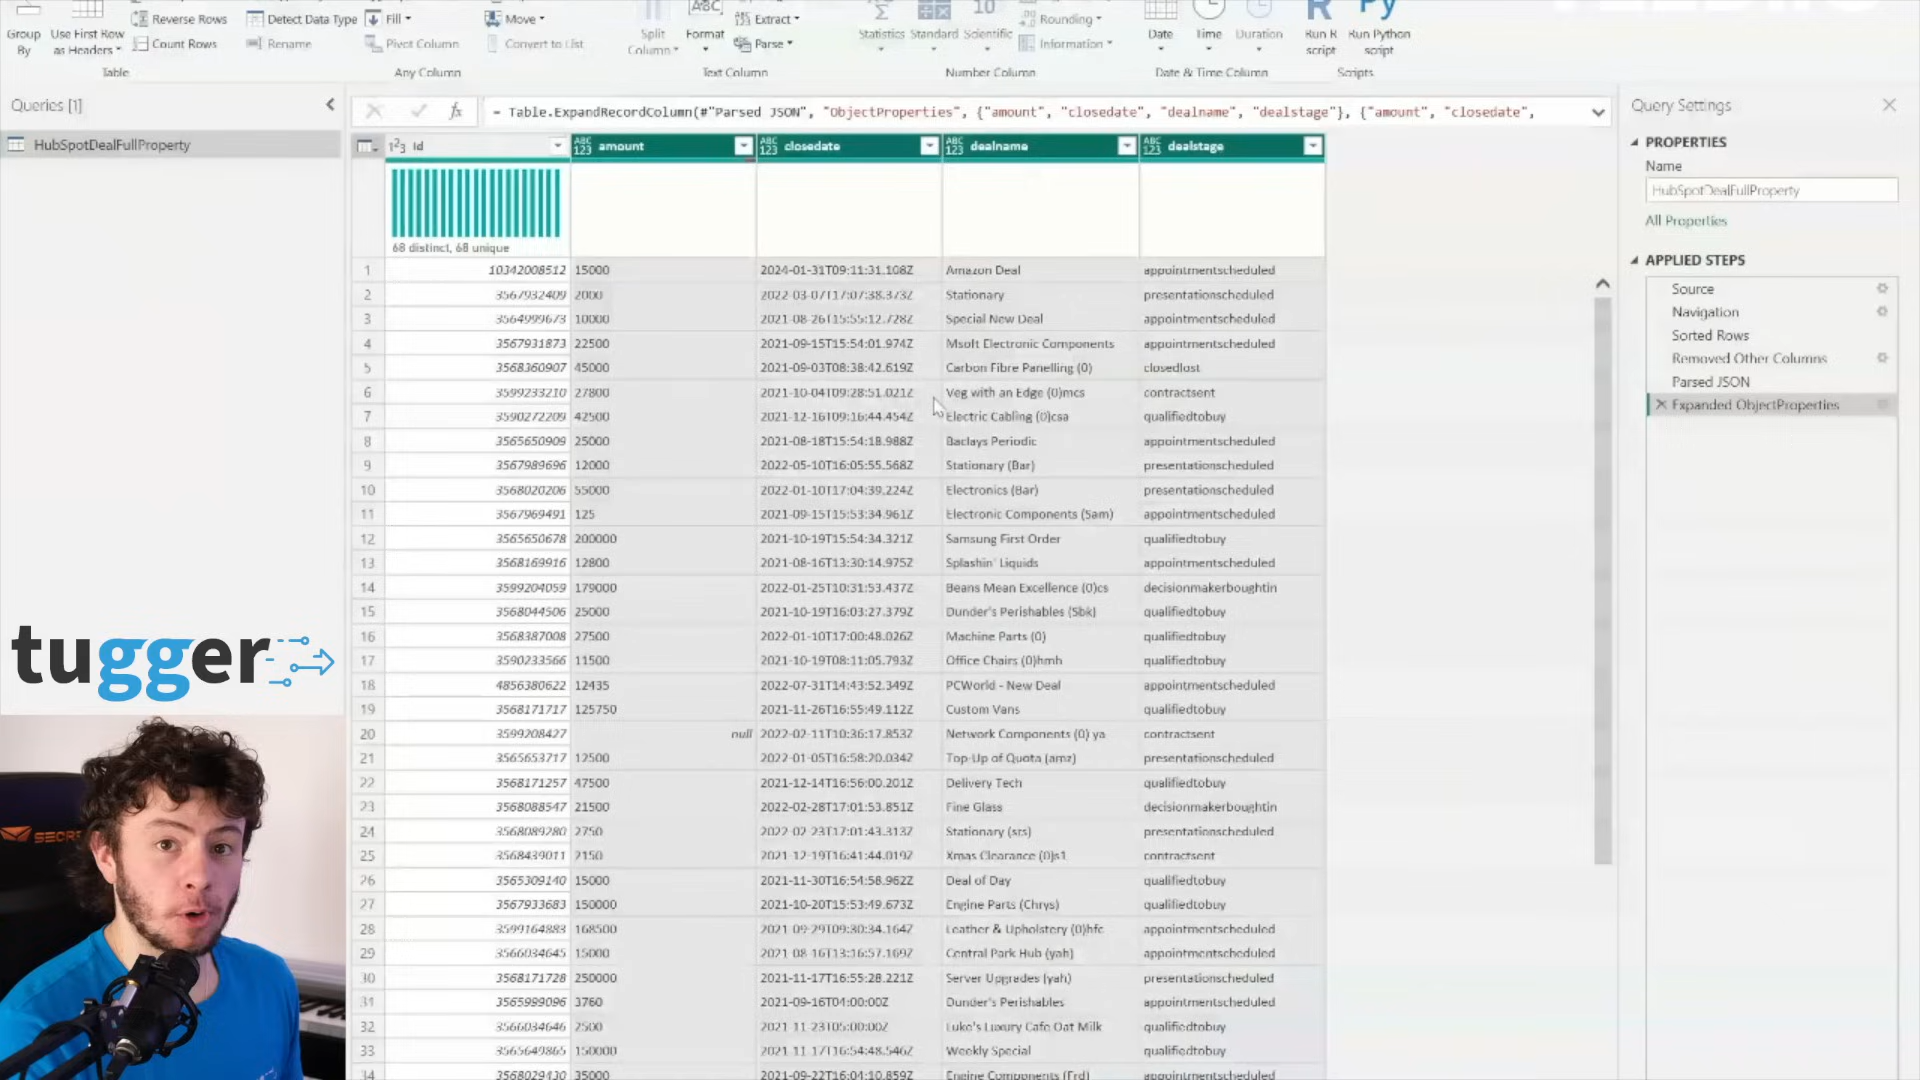 Group By
Use First Row as Headers
Reverse Rows
Count Rows
Table
Detect Data Type
Rename
Fill
Pivot Column
Move
Convert to List
Any Column
Split Column
ABC
Format
Extract
Parse
Text Column
Statistics
Standard
10
Scientific
Rounding
Information
Number Column
Date
Time
Duration
Date & Time Column
R
Run R script
Py
Run Python script
Scripts
Queries [1]
HubSpotDealFullProperty
fx
= Table.ExpandRecordColumn(#"Parsed JSON", "ObjectProperties", {"amount", "closedate", "dealname", "dealstage"}, {"amount", "closedate",
1²3 Id ABC 123 amount ABC 123 closedate ABC 123 dealname ABC 123 dealstage
68 distinct, 68 unique
1 10342008512 15000 2024-01-31T09:11:31.108Z Amazon Deal appointmentscheduled
2 3567932409 2000 2022-03-07T17:07:38.373Z Stationary presentationscheduled
3 3564999673 10000 2021-08-26T15:55:12.728Z Special New Deal appointmentscheduled
4 3567931873 22500 2021-09-15T15:54:01.974Z Msoft Electronic Components appointmentscheduled
5 3568360907 45000 2021-09-03T08:38:42.619Z Carbon Fibre Panelling (0) closedlost
6 3599233210 27800 2021-10-04T09:28:51.021Z Veg with an Edge (0)mcs contractsent
7 3590272209 42500 2021-12-16T09:16:44.454Z Electric Cabling (0)csa qualifiedtobuy
8 3565650909 25000 2021-08-18T15:54:18.988Z Baclays Periodic appointmentscheduled
9 3567989696 12000 2022-05-10T16:05:55.568Z Stationary (Bar) presentationscheduled
10 3568020206 55000 2022-01-10T17:04:39.224Z Electronics (Bar) presentationscheduled
11 3567969491 125 2021-09-15T15:53:34.961Z Electronic Components (Sam) appointmentscheduled
12 3565650678 200000 2021-10-19T15:54:34.321Z Samsung First Order qualifiedtobuy
13 3568169916 12800 2021-08-16T13:30:14.975Z Splashin' Liquids appointmentscheduled
14 3599204059 179000 2022-01-25T10:31:53.437Z Beans Mean Excellence (0)cs decisionmakerboughtin
15 3568044506 25000 2021-10-19T16:03:27.379Z Dunder's Perishables (Sbk) qualifiedtobuy
16 3568387008 27500 2022-01-10T17:00:48.026Z Machine Parts (0) qualifiedtobuy
17 3590233566 11500 2021-10-19T08:11:05.793Z Office Chairs (0)hmh qualifiedtobuy
18 4856380622 12435 2022-07-31T14:43:52.349Z PCWorld - New Deal appointmentscheduled
19 3568171717 125750 2021-11-26T16:55:49.112Z Custom Vans qualifiedtobuy
20 3599208427 null 2022-02-11T10:36:17.853Z Network Components (0) ya contractsent
21 3565653717 12500 2022-01-05T16:58:20.034Z Top-Up of Quota (amz) presentationscheduled
22 3568171257 47500 2021-12-14T16:56:00.201Z Delivery Tech qualifiedtobuy
23 3568088547 21500 2022-02-28T17:01:53.851Z Fine Glass decisionmakerboughtin
24 3568089280 2750 2022-02-23T17:01:43.313Z Stationary (srs) presentationscheduled
25 3568439011 2150 2021-12-19T16:41:44.019Z Xmas Clearance (0)s1 contractsent
26 3565309140 15000 2021-11-30T16:54:58.962Z Deal of Day qualifiedtobuy
27 3567933683 150000 2021-10-20T15:53:49.673Z Engine Parts (Chrys) qualifiedtobuy
28 3599164883 168500 2021-09-29T09:30:34.164Z Leather & Upholstery (0)hfc appointmentscheduled
29 3566034645 15000 2021-08-16T13:16:57.169Z Central Park Hub (yah) appointmentscheduled
30 3568171728 250000 2021-11-17T16:55:28.221Z Server Upgrades (yah) presentationscheduled
31 3565999096 3760 2021-09-16T04:00:00Z Dunder's Perishables appointmentscheduled
32 3566034646 2500 2021-11-23T05:00:00Z Luke's Luxury Cafe Oat Milk qualifiedtobuy
33 3565649865 150000 2021-11-17T16:54:48.546Z Weekly Special qualifiedtobuy
34 3568029430 35000 2021-09-22T16:04:10.859Z Engine Components (Frd) appointmentscheduled
Query Settings
PROPERTIES
Name
HubSpotDealFullProperty
All Properties
APPLIED STEPS
Source
Navigation
Sorted Rows
Removed Other Columns
Parsed JSON
Expanded ObjectProperties
tugger
SECRE